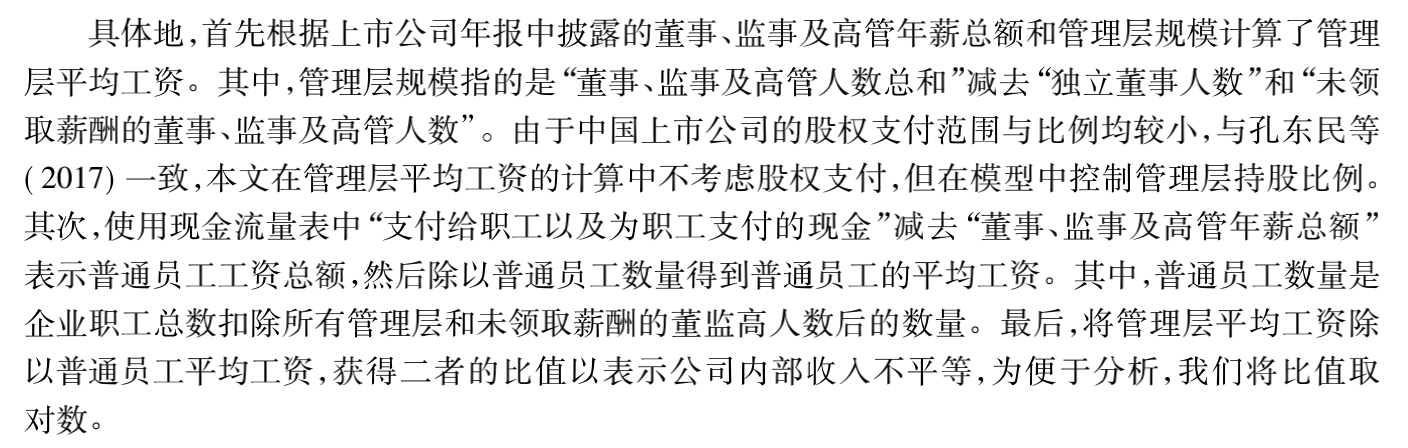 具体地,首先根据上市公司年报中披露的董事、监事及高管年薪总额和管理层规模计算了管理
层平均工资。其中,管理层规模指的是“董事、监事及高管人数总和”减去“独立董事人数”和“未领
取薪酬的董事、监事及高管人数”。由于中国上市公司的股权支付范围与比例均较小,与孔东民等
(2017)一致,本文在管理层平均工资的计算中不考虑股权支付,但在模型中控制管理层持股比例。
其次,使用现金流量表中“支付给职工以及为职工支付的现金”减去“董事、监事及高管年薪总额”
表示普通员工工资总额,然后除以普通员工数量得到普通员工的平均工资。其中,普通员工数量是
企业职工总数扣除所有管理层和未领取薪酬的董监高人数后的数量。最后,将管理层平均工资除
以普通员工平均工资,获得二者的比值以表示公司内部收入不平等,为便于分析,我们将比值取
对数。